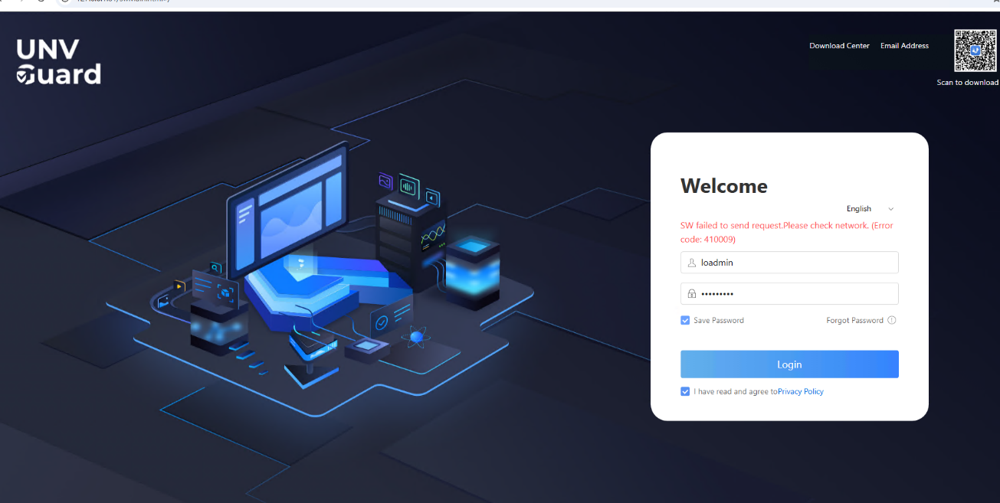 UNV
Guard
Download Center Email Address
Scan to download
Welcome
English
SW failed to send request.Please check network. (Error
code: 410009)
loadmin
Save Password Forgot Password
Login
I have read and agree toPrivacy Policy